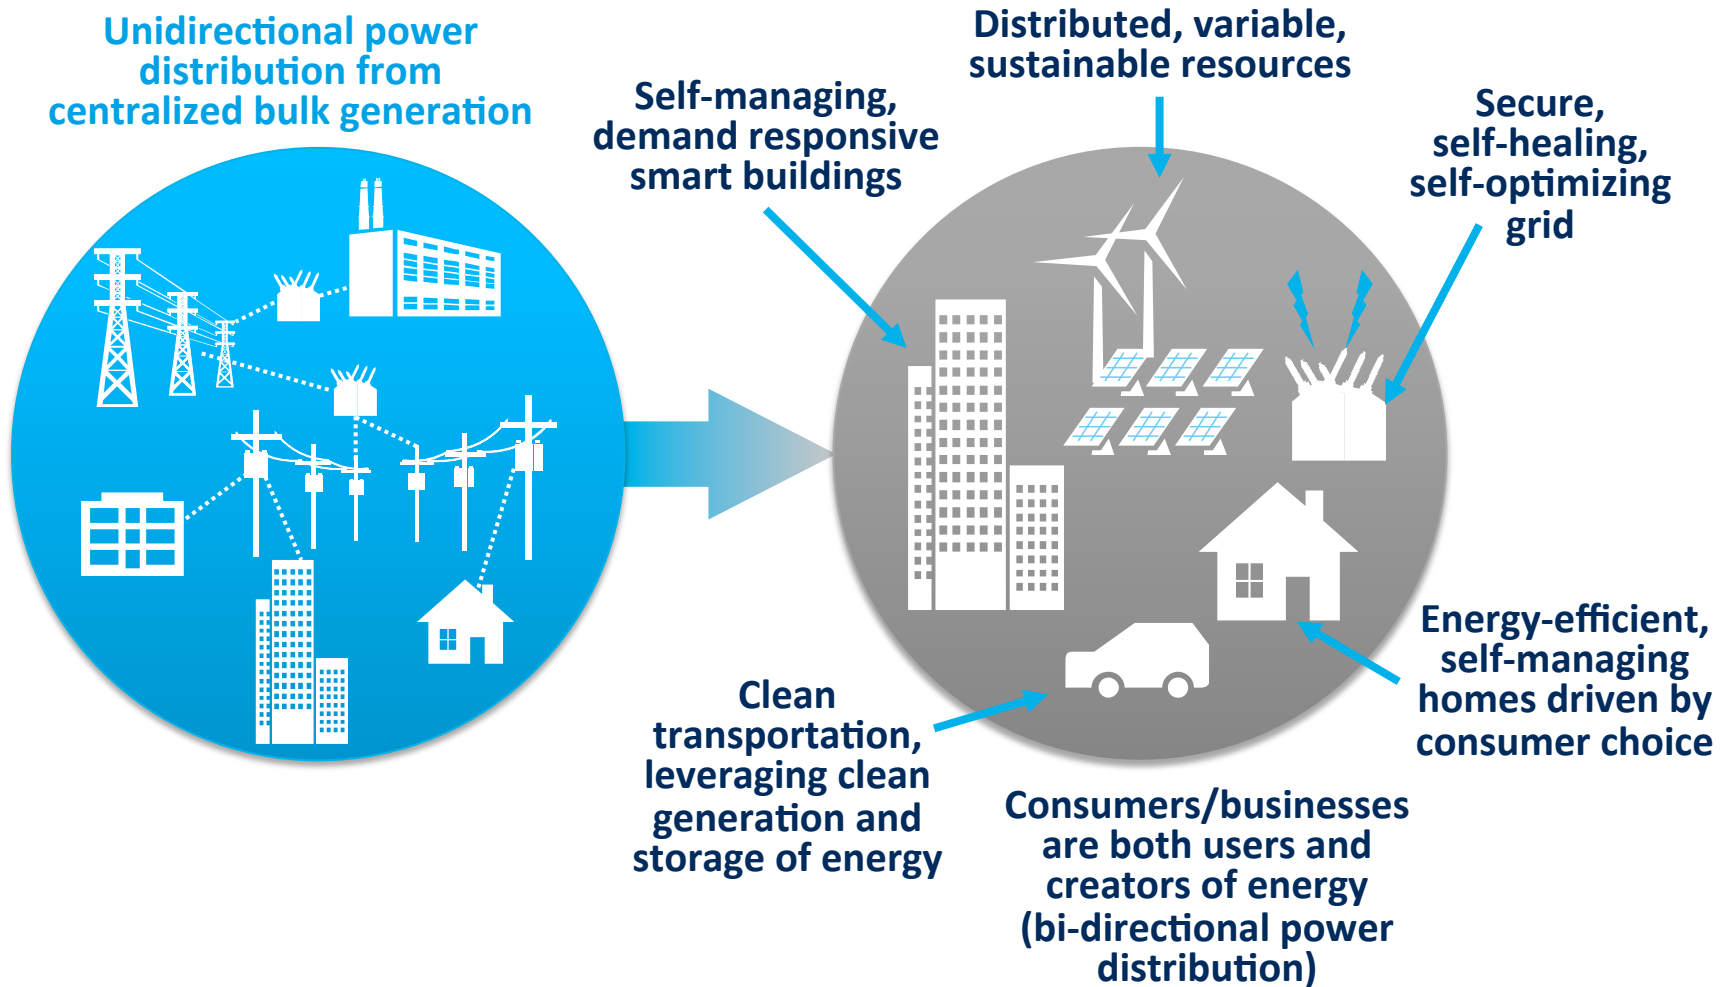 Unidirectional power
distribution from
centralized bulk generation
Self-managing,
demand responsive
smart buildings
Distributed, variable,
sustainable resources
Secure,
self-healing,
self-optimizing
grid
Energy-efficient,
self-managing
homes driven by
consumer choice
Clean
transportation,
leveraging clean
generation and
storage of energy
Consumers/businesses
are both users and
creators of energy
(bi-directional power
distribution)